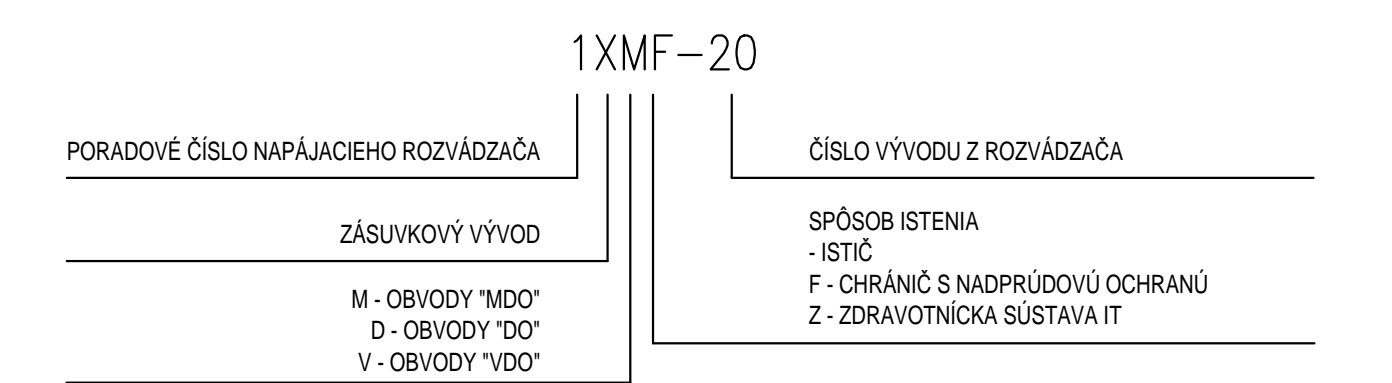 1XMF-20
PORADOVÉ ČÍSLO NAPÁJACIEHO ROZVÁDZAČA
ZÁSUVKOVÝ VÝVOD
M - OBVODY "MDO"
D - OBVODY "DO"
V - OBVODY "VDO"
ČÍSLO VÝVODU Z ROZVÁDZAČA
SPÔSOB ISTENIA
- ISTIČ
F - CHRÁNIČ S NADPRÚDOVÚ OCHRANÚ
Z - ZDRAVOTNÍCKA SÚSTAVA IT